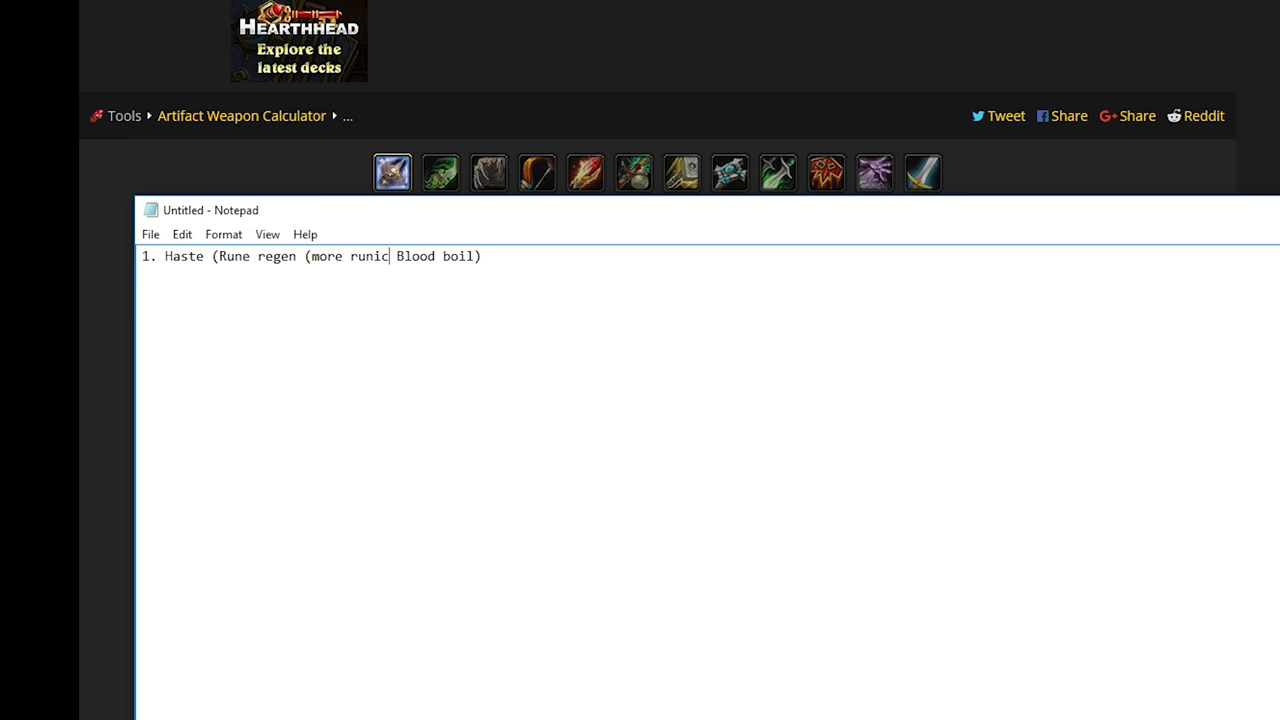 HEARTHHEAD
Explore the
latest decks
Tools Artifact Weapon Calculator ...
Tweet Share Share Reddit
Untitled - Notepad
File Edit Format View Help
1. Haste (Rune regen (more runic Blood boil)